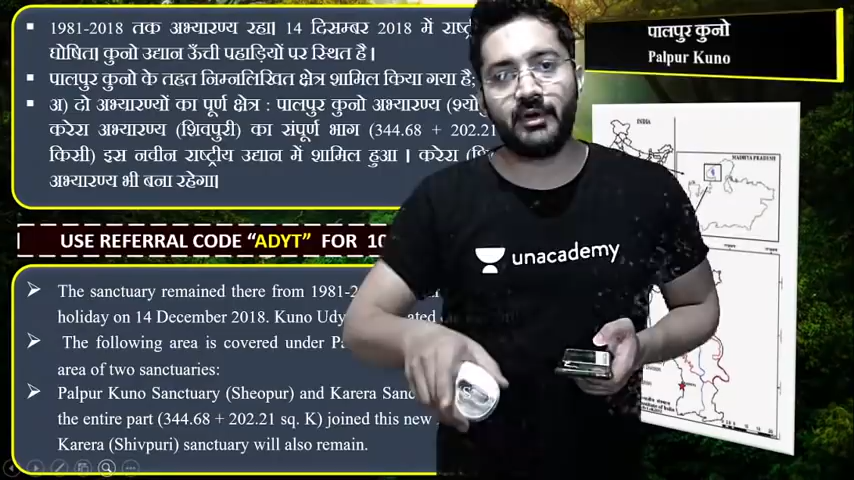 1981-2018 तक अभ्यारण्य रहा। 14 दिसम्बर 2018 में
घोषित। कुनो उद्यान ऊँची पहाड़ियों पर स्थित है।
पालपुर कुनो के तहत निम्नलिखित क्षेत्र शामिल किया गया है;
अ) दो अभ्यारण्यों का पूर्ण क्षेत्र : पालपुर कुनो अभ्यारण्य
करेरा अभ्यारण्य (शिवपुरी) का संपूर्ण भाग (344.68 + 202.21
किसी) इस नवीन राष्ट्रीय उद्यान में शामिल हुआ । करेरा
अभ्यारण्य भी बना रहेगा।
पालपुर कुनो
Palpur Kuno
INDIA
MADHYA PRADESH
USE REFERRAL CODE "ADYT" FOR 10
unacademy
The sanctuary remained there from 1981-2
holiday on 14 December 2018. Kuno
The following area is covered under
area of two sanctuaries:
Palpur Kuno Sanctuary (Sheopur) and Karera
the entire part (344.68 + 202.21 sq. K) joined this new
Karera (Shivpuri) sanctuary will also remain.